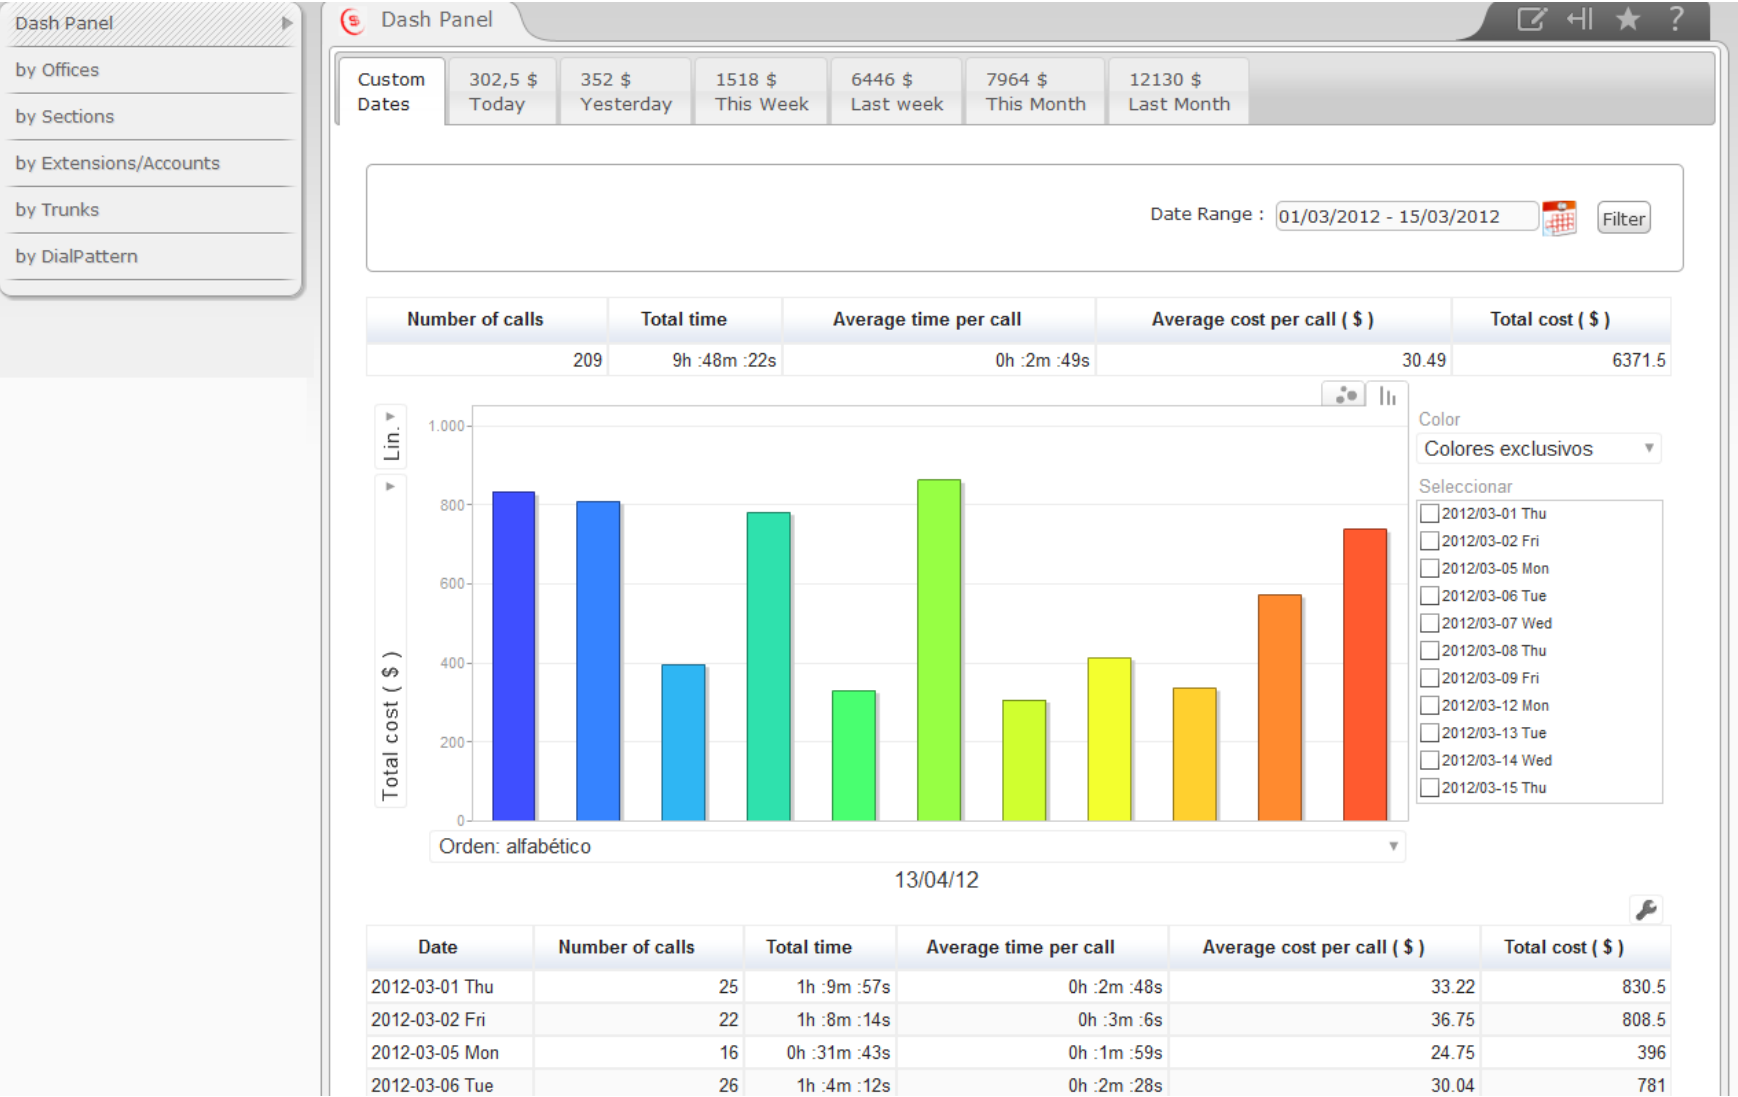 Dash Panel
by Offices
by Sections
by Extensions/Accounts
by Trunks
by DialPattern
S Dash Panel ?
Custom Dates
302,5 $ Today
352 $ Yesterday
1518 $ This Week
6446 $ Last week
7964 $ This Month
12130 $ Last Month
Date Range : 01/03/2012 - 15/03/2012 Filter
Number of calls Total time Average time per call Average cost per call ( $ ) Total cost ( $ )
209 9h :48m :22s 0h :2m :49s 30.49 6371.5
Lin.
Total cost ( $ )
1.000
800
600
400
200
0
Color
Colores exclusivos
Seleccionar
2012/03-01 Thu
2012/03-02 Fri
2012/03-05 Mon
2012/03-06 Tue
2012/03-07 Wed
2012/03-08 Thu
2012/03-09 Fri
2012/03-12 Mon
2012/03-13 Tue
2012/03-14 Wed
2012/03-15 Thu
Orden: alfabético
13/04/12
Date Number of calls Total time Average time per call Average cost per call ( $ ) Total cost ( $ )
2012-03-01 Thu 25 1h :9m :57s 0h :2m :48s 33.22 830.5
2012-03-02 Fri 22 1h :8m :14s 0h :3m :6s 36.75 808.5
2012-03-05 Mon 16 0h :31m :43s 0h :1m :59s 24.75 396
2012-03-06 Tue 26 1h :4m :12s 0h :2m :28s 30.04 781